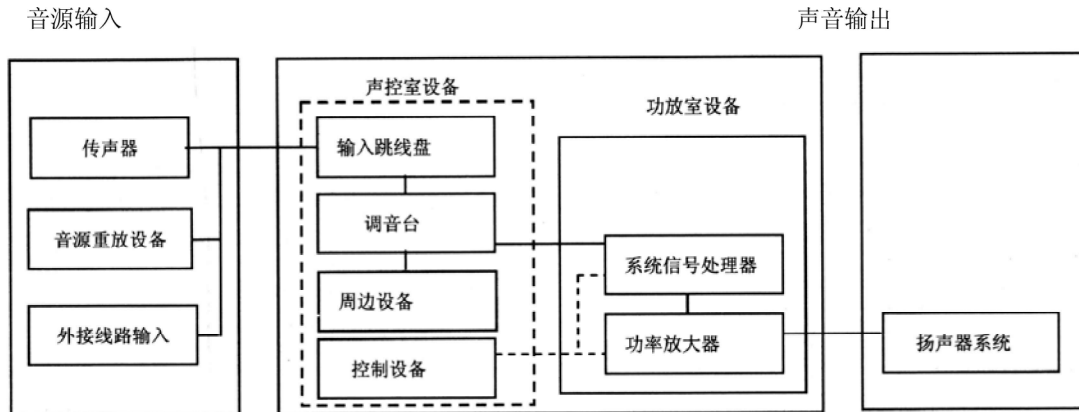 音源输入
声音输出
声控室设备
功放室设备
传声器
输入跳线盘
音源重放设备
调音台
系统信号处理器
周边设备
外接线路输入
功率放大器
扬声器系统
控制设备